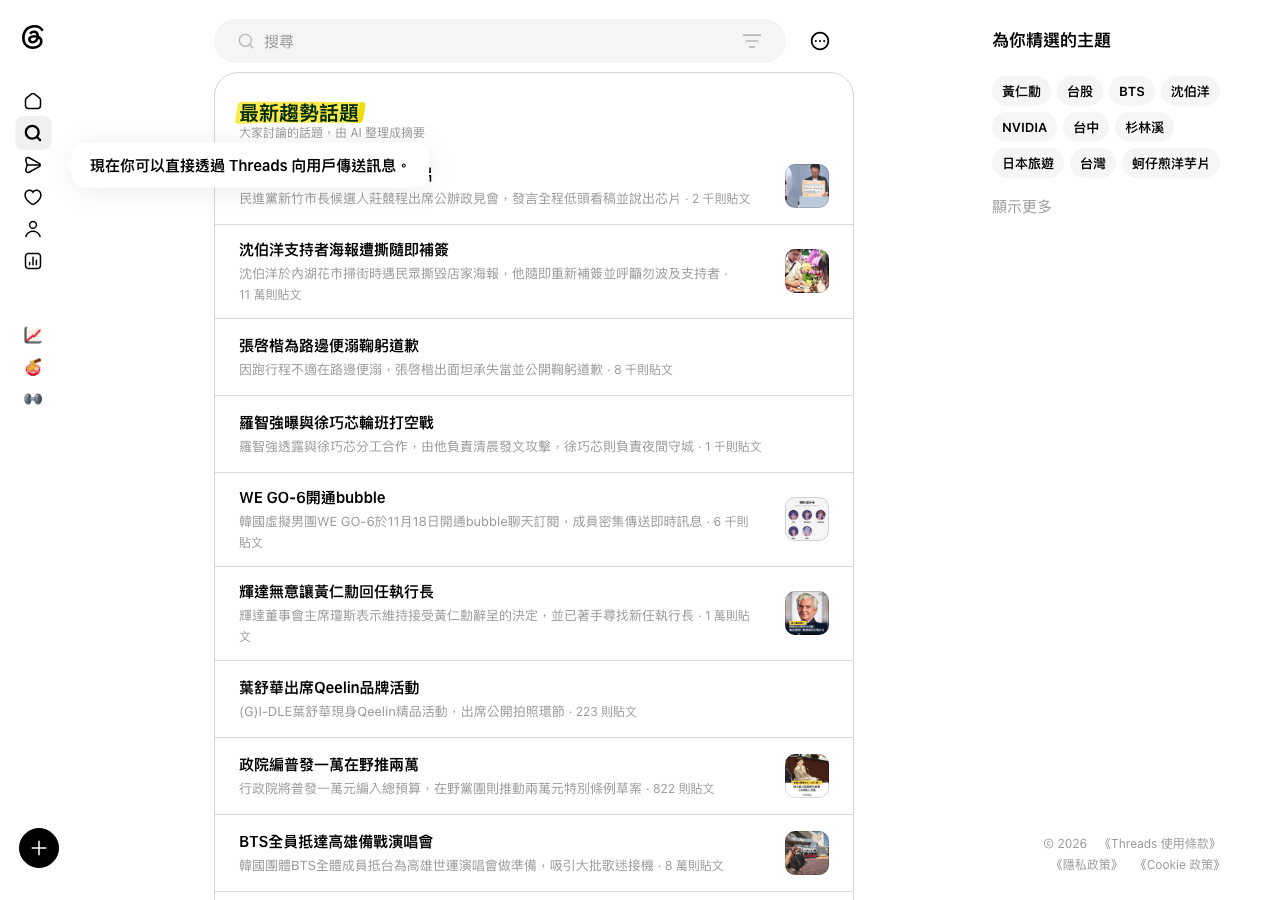 搜尋
最新趨勢話題
大家討論的話題，由 AI 整理成摘要
現在你可以直接透過 Threads 向用戶傳送訊息。
民進黨新竹市長候選人莊競程出席公辦政見會，發言全程低頭看稿並說出芯片 · 2 千則貼文
沈伯洋支持者海報遭撕隨即補簽
沈伯洋於內湖花市掃街時遇民眾撕毀店家海報，他隨即重新補簽並呼籲勿波及支持者 ·
11 萬則貼文
張啓楷為路邊便溺鞠躬道歉
因跑行程不適在路邊便溺，張啓楷出面坦承失當並公開鞠躬道歉 · 8 千則貼文
羅智強曝與徐巧芯輪班打空戰
羅智強透露與徐巧芯分工合作，由他負責清晨發文攻擊，徐巧芯則負責夜間守城 · 1 千則貼文
WE GO-6開通bubble
韓國虛擬男團WE GO-6於11月18日開通bubble聊天訂閱，成員密集傳送即時訊息 · 6 千則
貼文
輝達無意讓黃仁勳回任執行長
輝達董事會主席瓊斯表示維持接受黃仁勳辭呈的決定，並已著手尋找新任執行長 · 1 萬則貼
文
葉舒華出席Qeelin品牌活動
(G)I-DLE葉舒華現身Qeelin精品活動，出席公開拍照環節 · 223 則貼文
政院編普發一萬在野推兩萬
行政院將普發一萬元編入總預算，在野黨團則推動兩萬元特別條例草案 · 822 則貼文
BTS全員抵達高雄備戰演唱會
韓國團體BTS全體成員抵台為高雄世運演唱會做準備，吸引大批歌迷接機 · 8 萬則貼文
為你精選的主題
黃仁勳 台股 BTS 沈伯洋
NVIDIA 台中 杉林溪
日本旅遊 台灣 蚵仔煎洋芋片
顯示更多
© 2026 《Threads 使用條款》
《隱私政策》 《Cookie 政策》